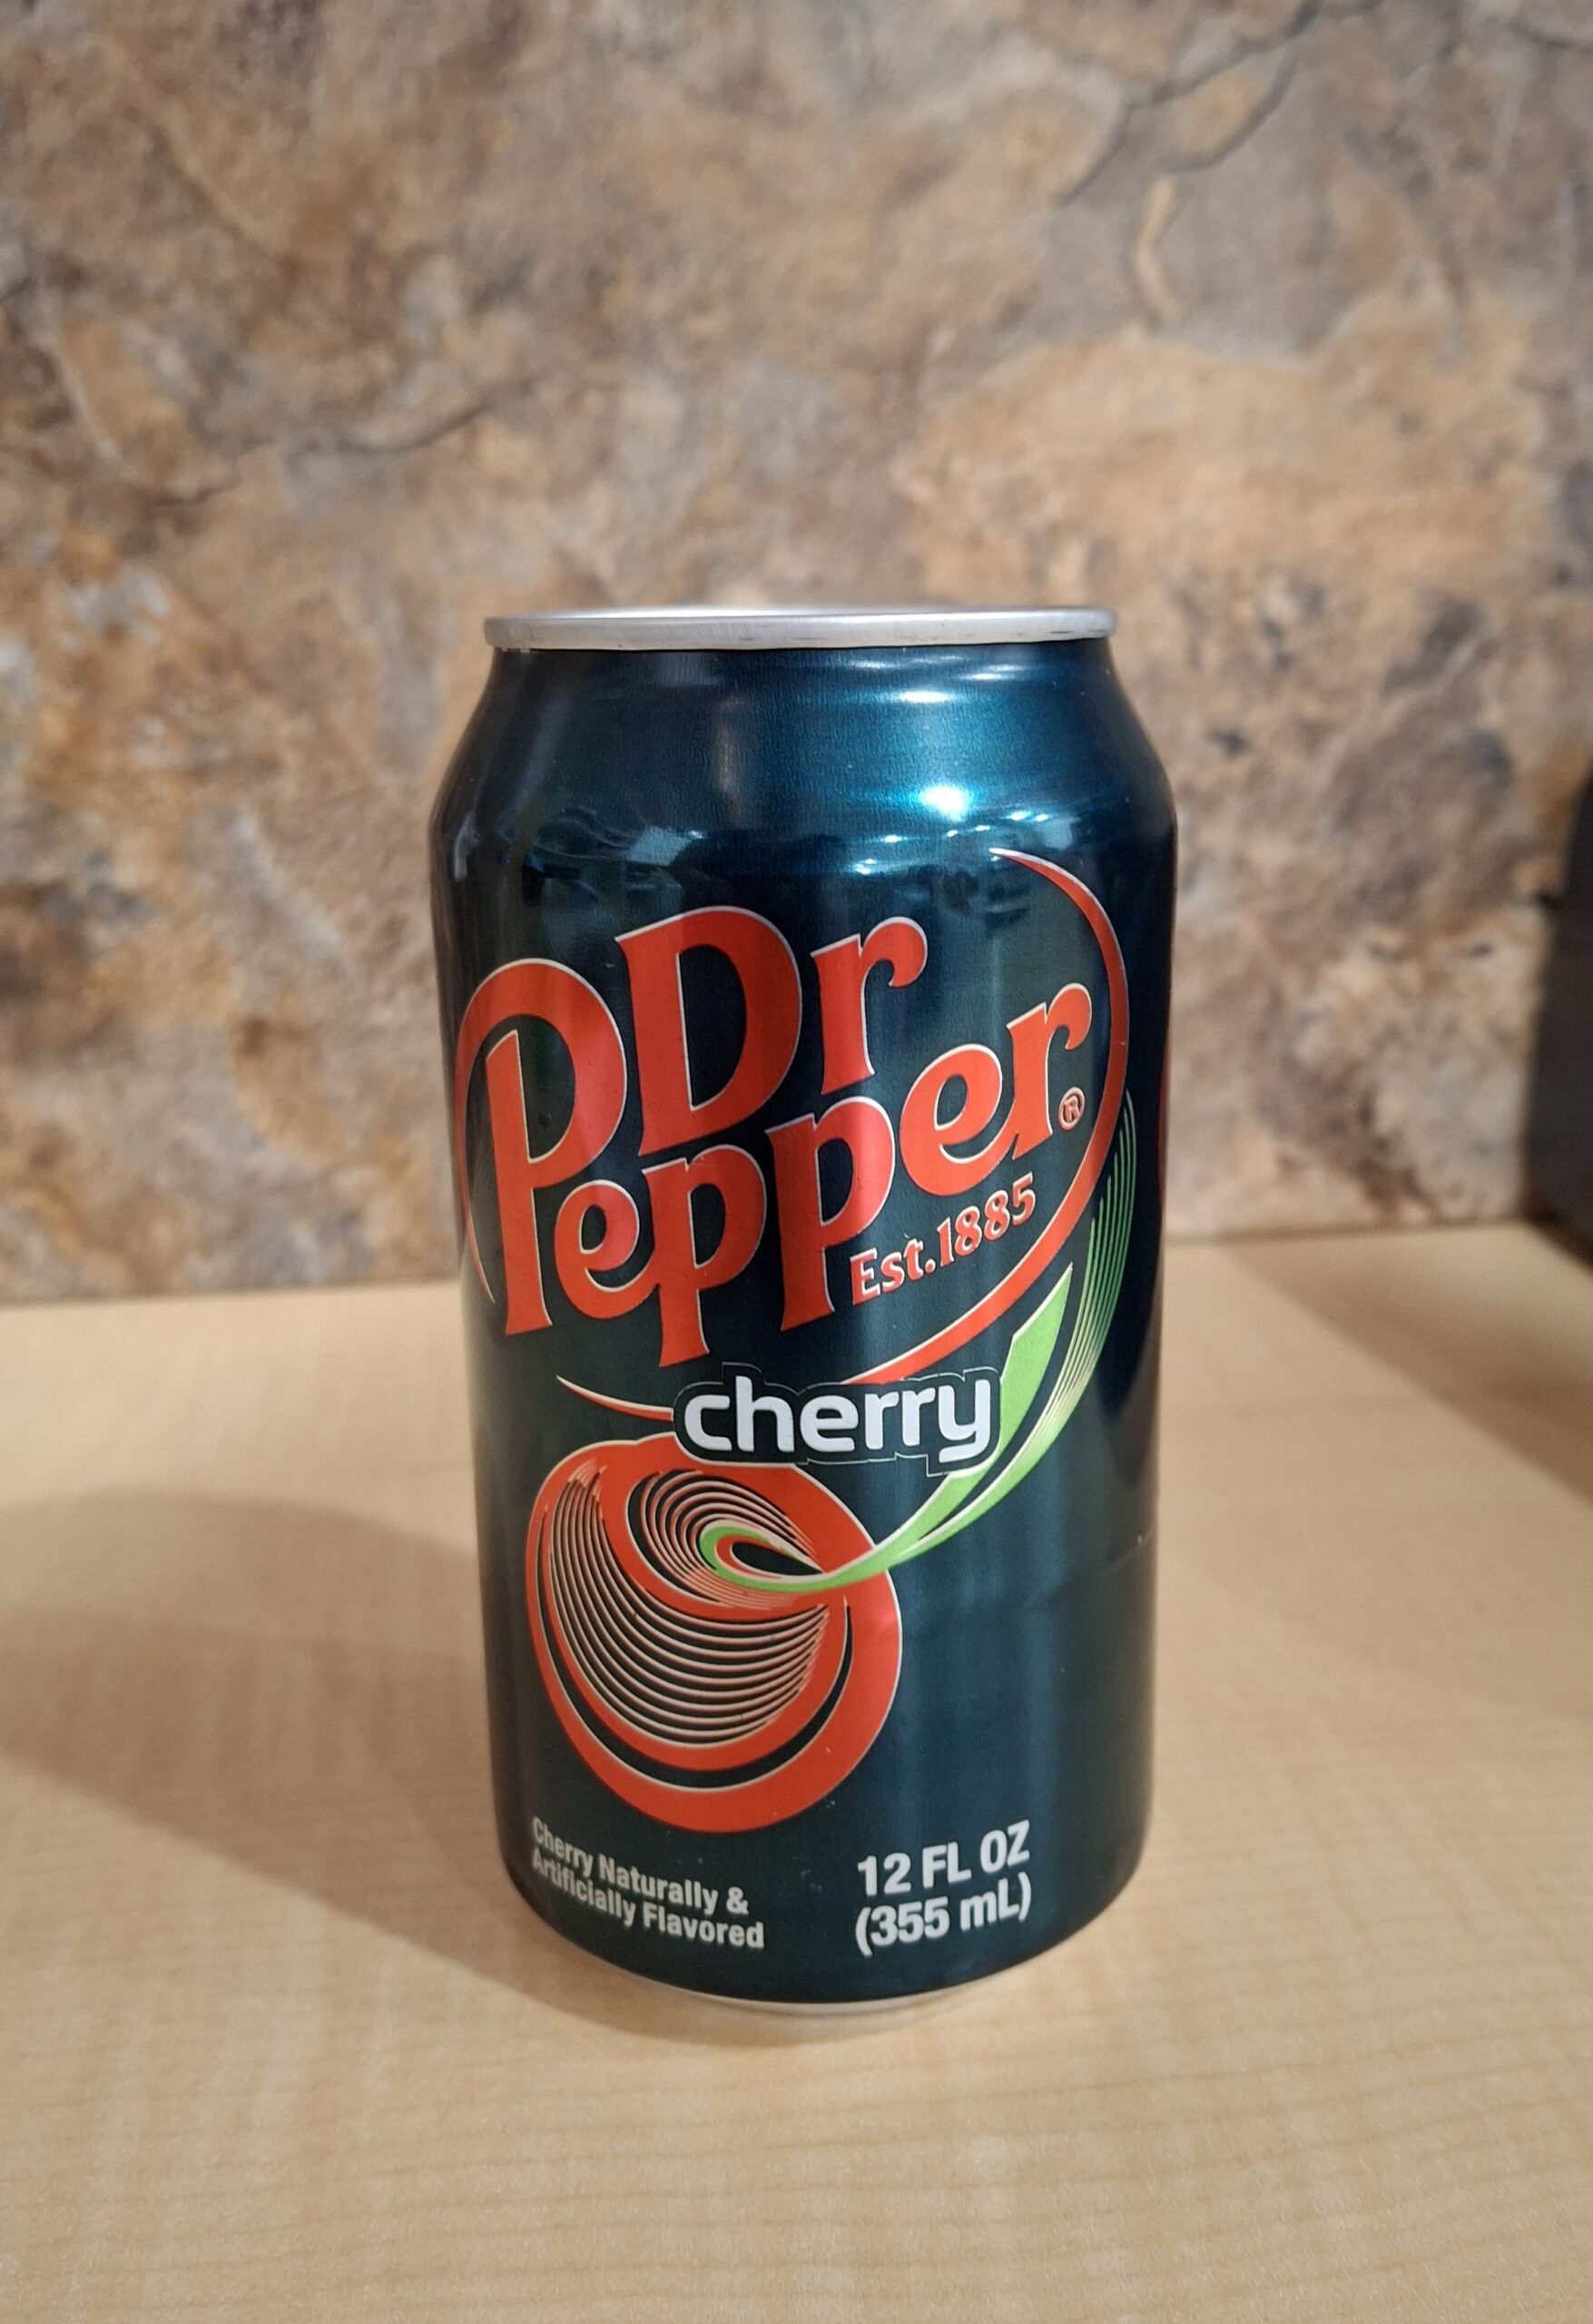 Dr
Pepper®
Est. 1885
cherry
Cherry Naturally &
Artificially Flavored
12 FL OZ
(355 mL)